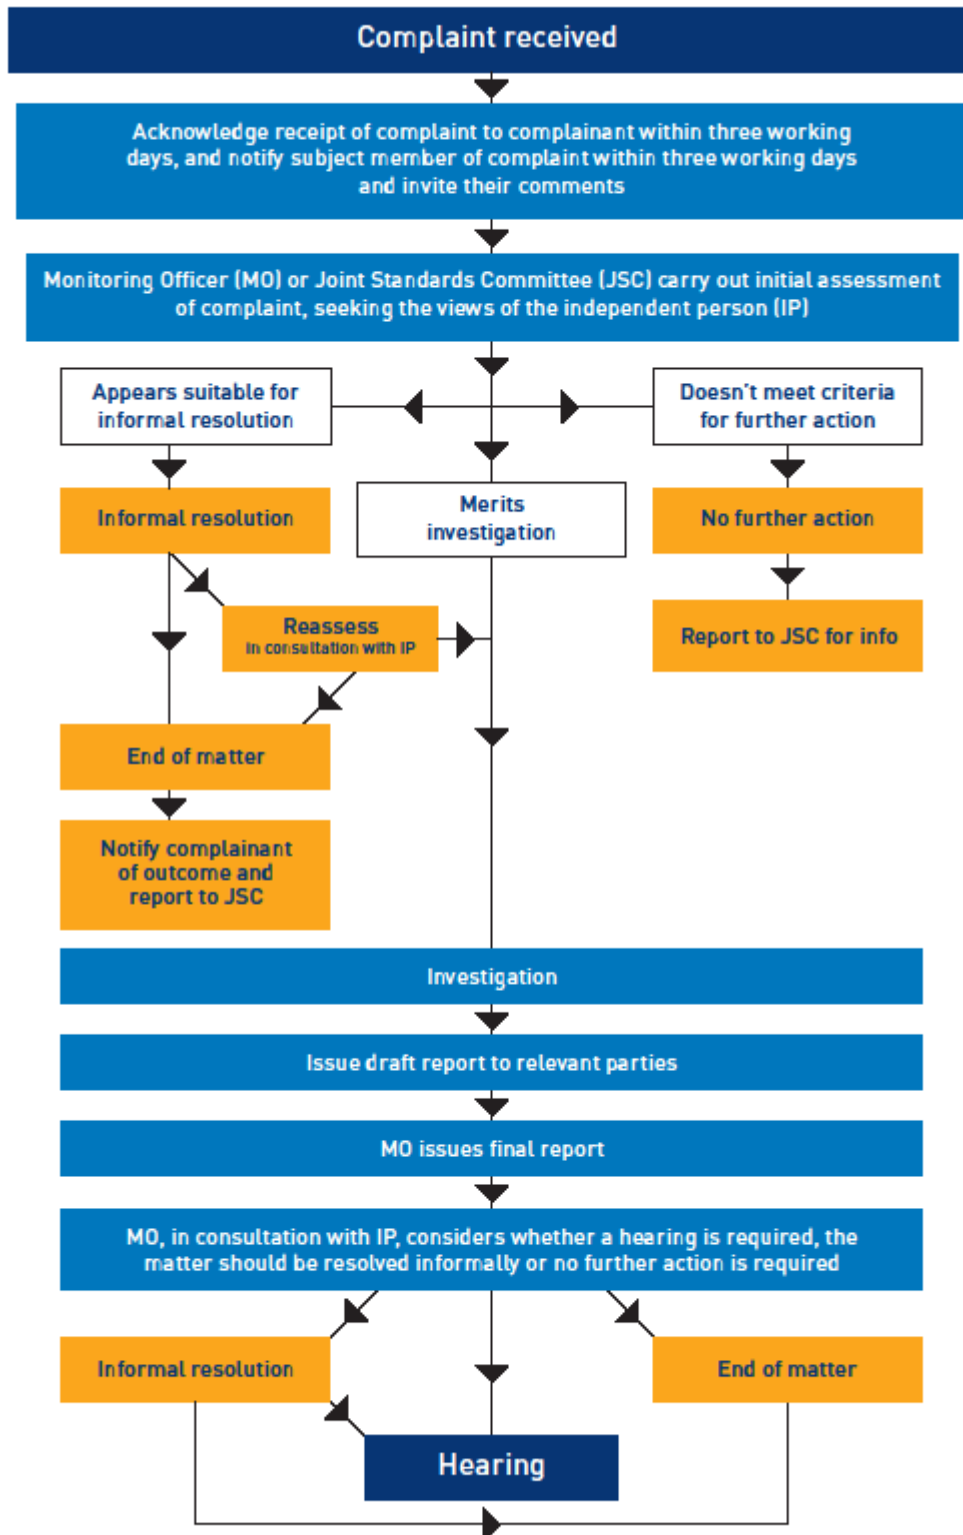 Complaint received
Acknowledge receipt of complaint to complainant within three working
days, and notify subject member of complaint within three working days
and invite their comments
Monitoring Officer (MO) or Joint Standards Committee (JSC) carry out initial assessment
of complaint, seeking the views of the independent person (IP)
Appears suitable for
informal resolution
Doesn't meet criteria
for further action
Informal resolution
Merits
investigation
No further action
Reassess
in consultation with IP
Report to JSC for info
End of matter
Notify complainant
of outcome and
report to JSC
Investigation
Issue draft report to relevant parties
MO issues final report
MO, in consultation with IP, considers whether a hearing is required, the
matter should be resolved informally or no further action is required
Informal resolution
End of matter
Hearing